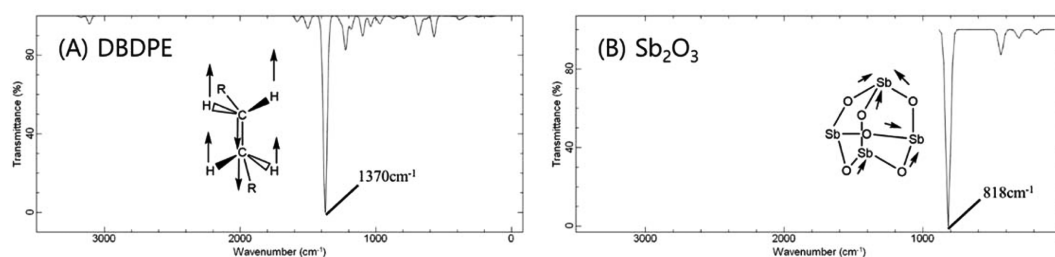 (A) DBDPE
Transmittance (%)
80
40
0
R
H
H
C
C
H
H
R
1370cm⁻¹
3000
2000
1000
0
Wavenumber (cm⁻¹)
(B) Sb₂O₃
Transmittance (%)
80
40
0
Sb
O
O
O
Sb
O
Sb
Sb
O
O
818cm⁻¹
2000
1000
Wavenumber (cm⁻¹)